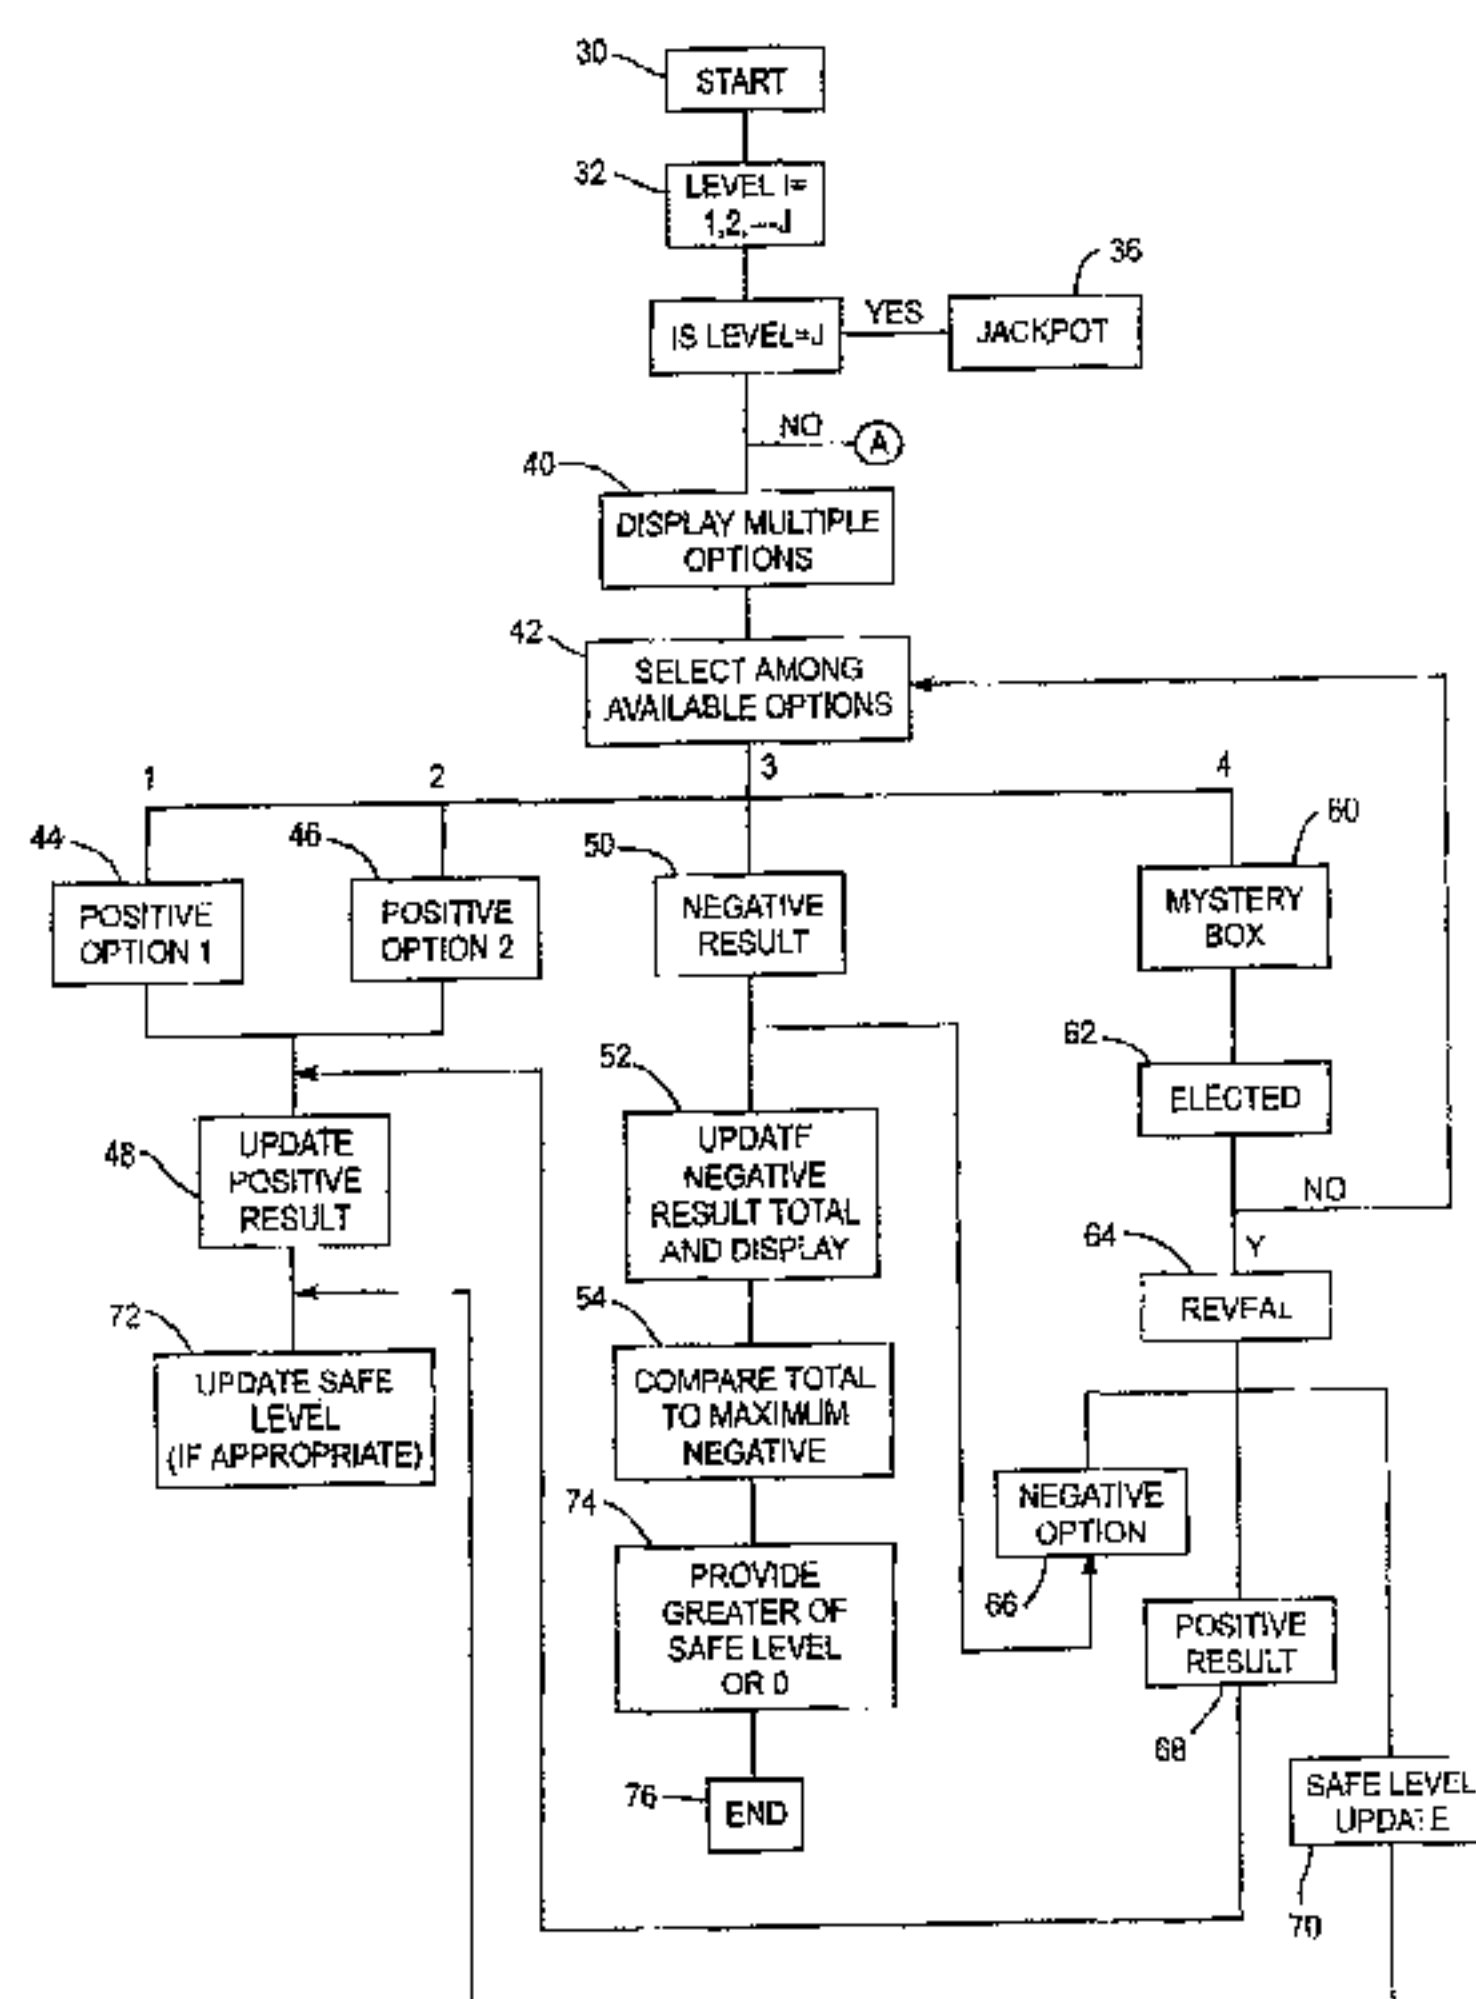 30
START
32
LEVEL I=
1,2,---J
36
IS LEVEL=J
YES
JACKPOT
NO
A
40
DISPLAY MULTIPLE
OPTIONS
42
SELECT AMONG
AVAILABLE OPTIONS
1
2
3
4
44
POSITIVE
OPTION 1
46
POSITIVE
OPTION 2
50
NEGATIVE
RESULT
60
MYSTERY
BOX
62
ELECTED
NO
Y
48
UPDATE
POSITIVE
RESULT
52
UPDATE
NEGATIVE
RESULT TOTAL
AND DISPLAY
64
REVEAL
72
UPDATE SAFE
LEVEL
(IF APPROPRIATE)
54
COMPARE TOTAL
TO MAXIMUM
NEGATIVE
NEGATIVE
OPTION
66
74
PROVIDE
GREATER OF
SAFE LEVEL
OR 0
POSITIVE
RESULT
68
76
END
SAFE LEVEL
UPDATE
70